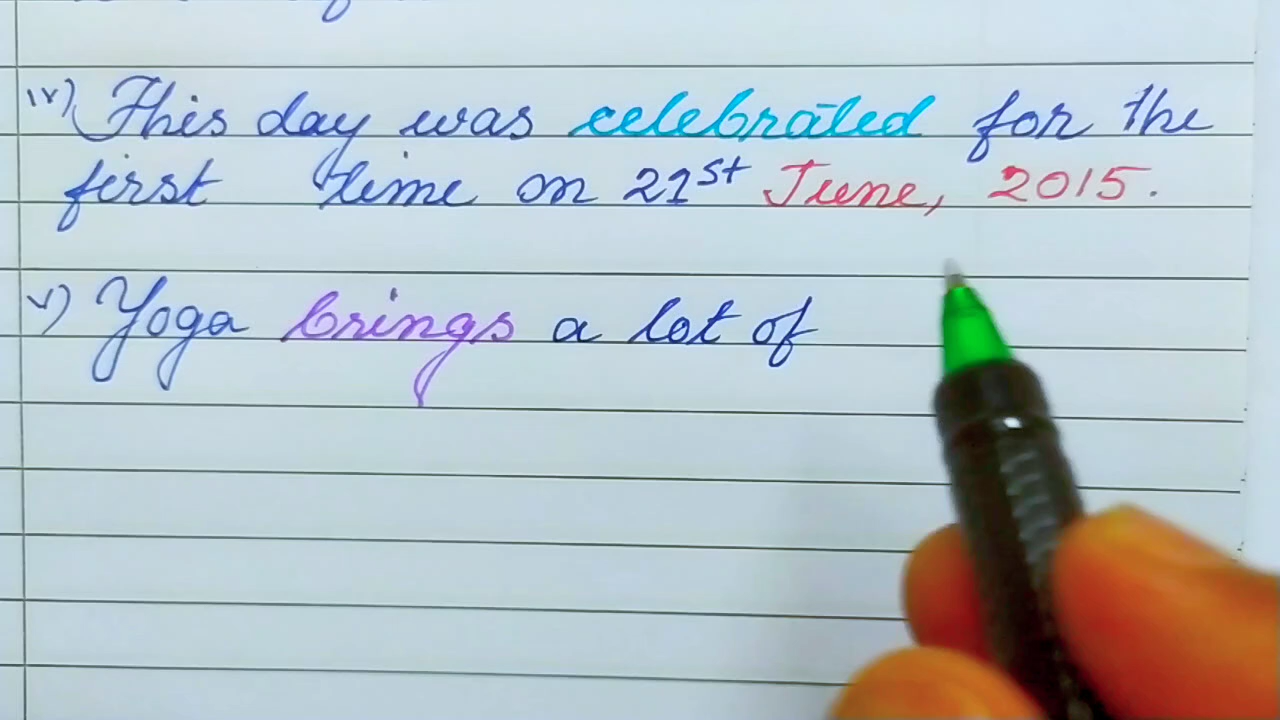 iv) This day was celebrated for the
first time on 21st June, 2015.
v) Yoga brings a lot of